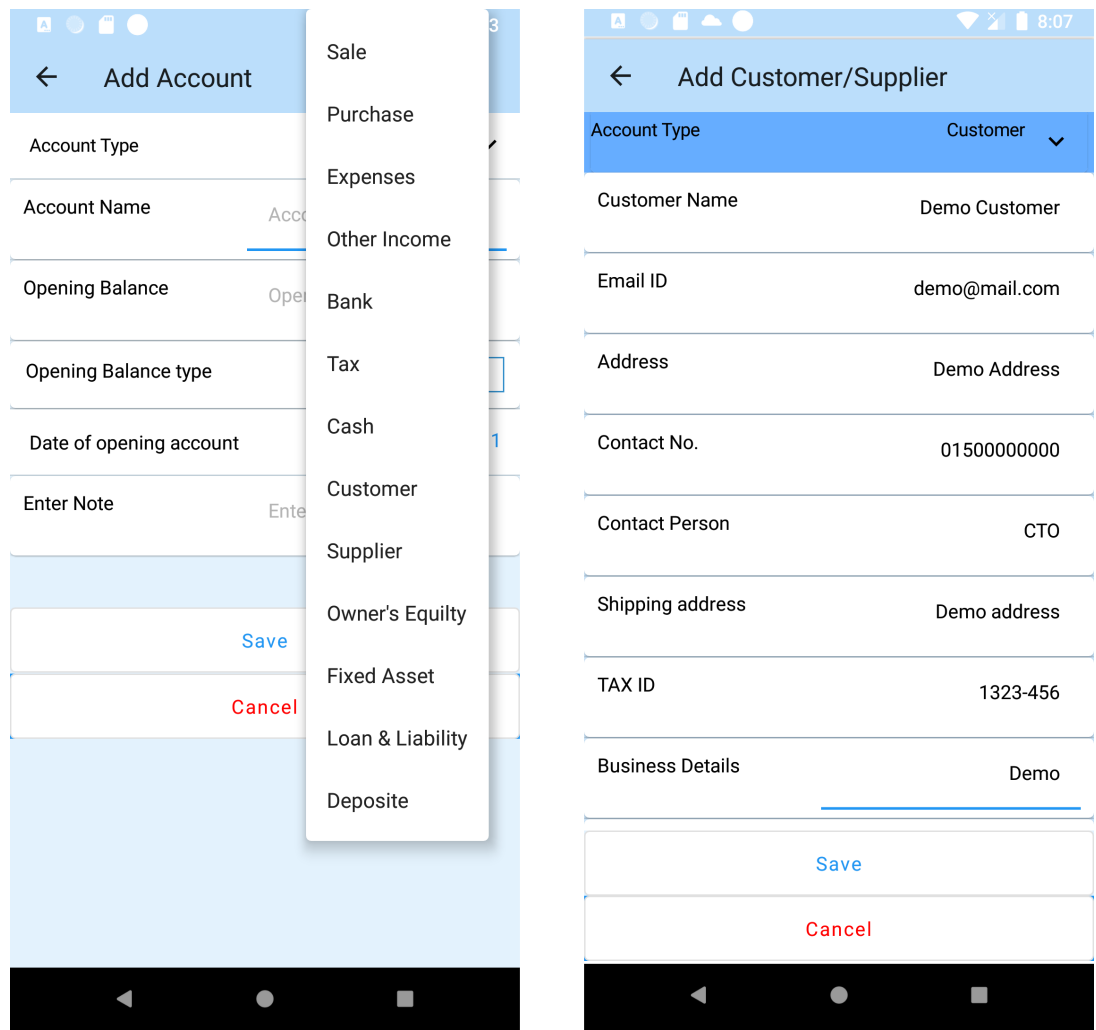 3
Add Account
Account Type
Account Name
Acco
Opening Balance
Oper
Opening Balance type
Date of opening account
1
Enter Note
Ente
Save
Cancel
Sale
Purchase
Expenses
Other Income
Bank
Tax
Cash
Customer
Supplier
Owner's Equilty
Fixed Asset
Loan & Liability
Deposite
A
8:07
Add Customer/Supplier
Account Type Customer
Customer Name Demo Customer
Email ID demo@mail.com
Address Demo Address
Contact No. 01500000000
Contact Person CTO
Shipping address Demo address
TAX ID 1323-456
Business Details Demo
Save
Cancel